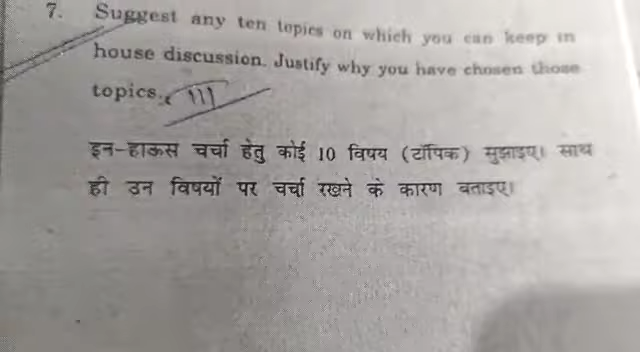 7. Suggest any ten topics on which you can keep in
house discussion. Justify why you have chosen those
topics.
इन-हाऊस चर्चा हेतु कोई 10 विषय (टॉपिक) सुझाइए। साथ
ही उन विषयों पर चर्चा रखने के कारण बताइए।